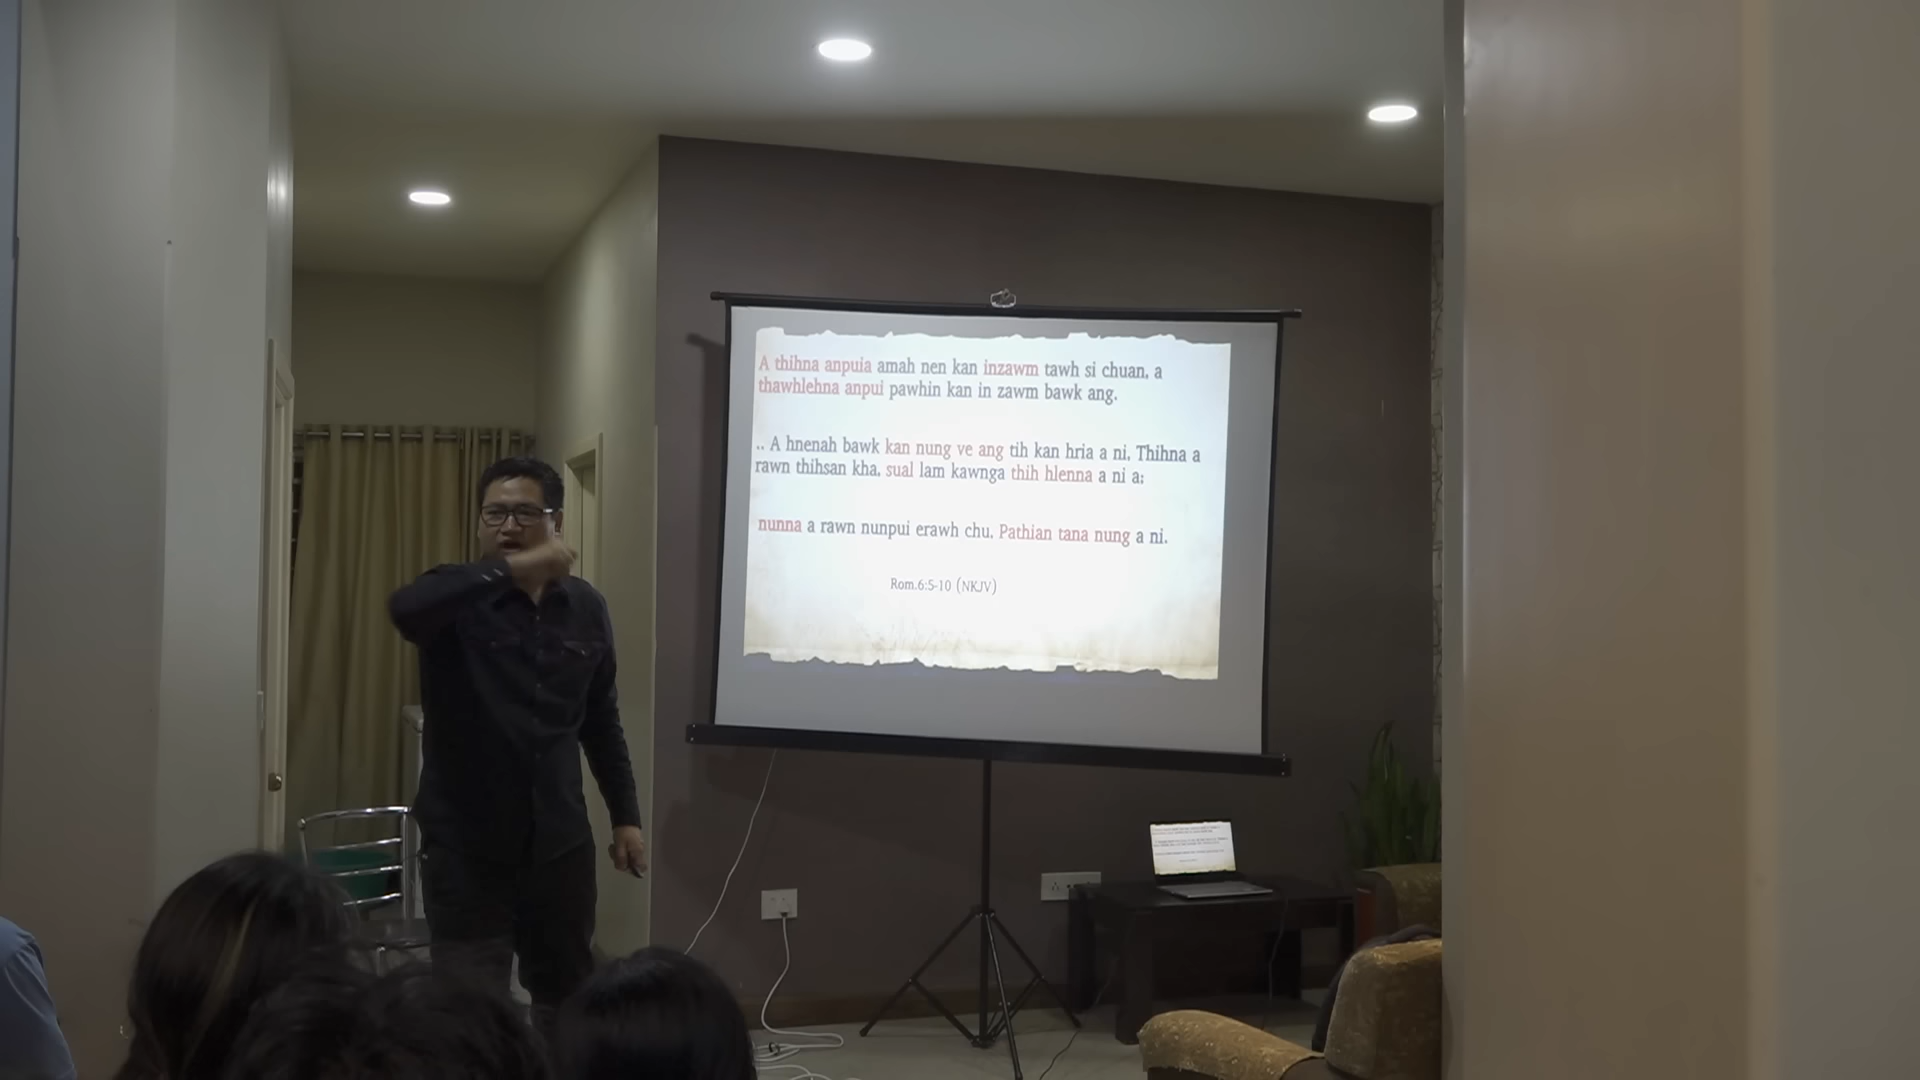 A thihna anpuia amah nen kan inzawm tawh si chuan, a
thawhlehna anpui pawhin kan in zawm bawk ang.
.. A hnenah bawk kan nung ve ang tih kan hria a ni, Thihna a
rawn thihsan kha, sual lam kawnga thih hlenna a ni a;
nunna a rawn nunpui erawh chu, Pathian tana nung a ni.
Rom.6:5-10 (NKJV)